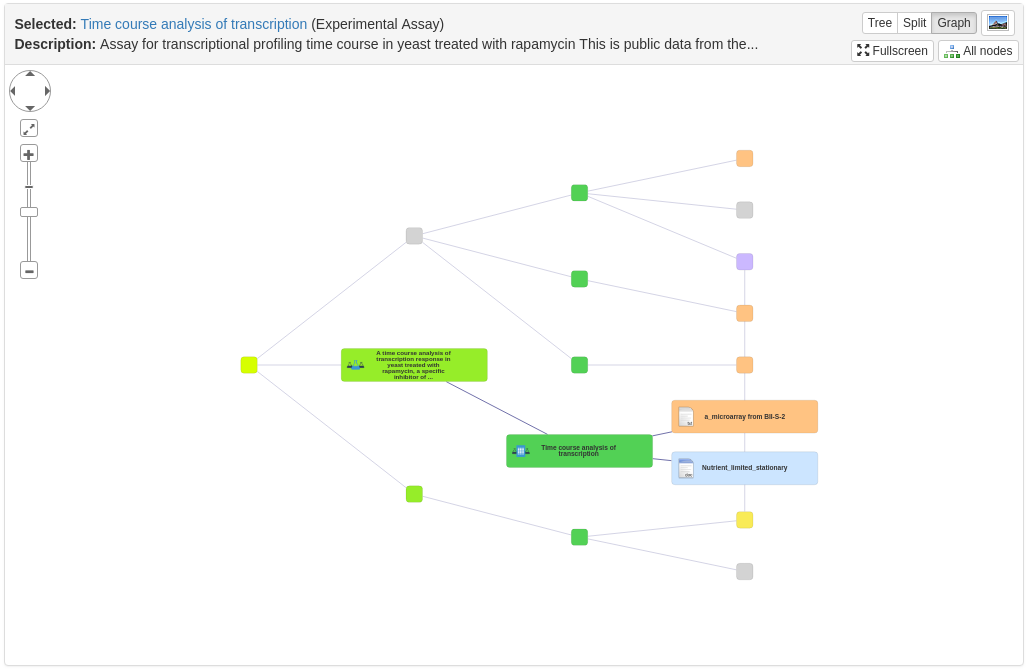 Selected: Time course analysis of transcription (Experimental Assay)
Description: Assay for transcriptional profiling time course in yeast treated with rapamycin This is public data from the...
Tree Split Graph
Fullscreen All nodes
A time course analysis of
transcription response in
yeast treated with
rapamycin, a specific
inhibitor of ...
Time course analysis of
transcription
a_microarray from BII-S-2
Nutrient_limited_stationary